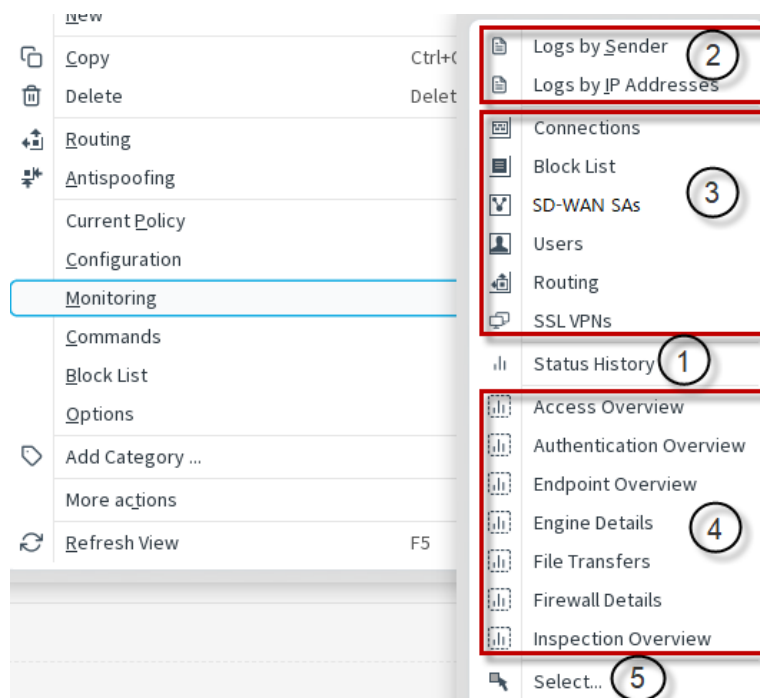 New
Copy Ctrl+C
Delete Delet
Routing
Antispoofing
Current Policy
Configuration
Monitoring
Commands
Block List
Options
Add Category ...
More actions
Refresh View F5
Logs by Sender
2
Logs by IP Addresses
Connections
Block List
3
SD-WAN SAs
Users
Routing
SSL VPNs
Status History 1
Access Overview
Authentication Overview
Endpoint Overview
Engine Details 4
File Transfers
Firewall Details
Inspection Overview
Select... 5